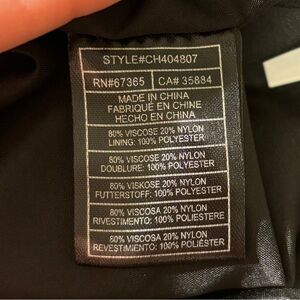 STYLE#CH404807
RN#67365 CA# 35884
MADE IN CHINA
FABRIQUÉ EN CHINE
HECHO EN CHINA
80% VISCOSE 20% NYLON
LINING: 100% POLYESTER
80% VISCOSE 20% NYLON
DOUBLURE: 100% POLYESTER
80% VISKOSE 20% NYLON
FUTTERSTOFF: 100% POLYESTER
80% VISCOSA 20% NYLON
RIVESTIMENTO: 100% POLIESTERE
80% VISCOSA 20% NYLON
REVESTIMENTO: 100% POLIÉSTER